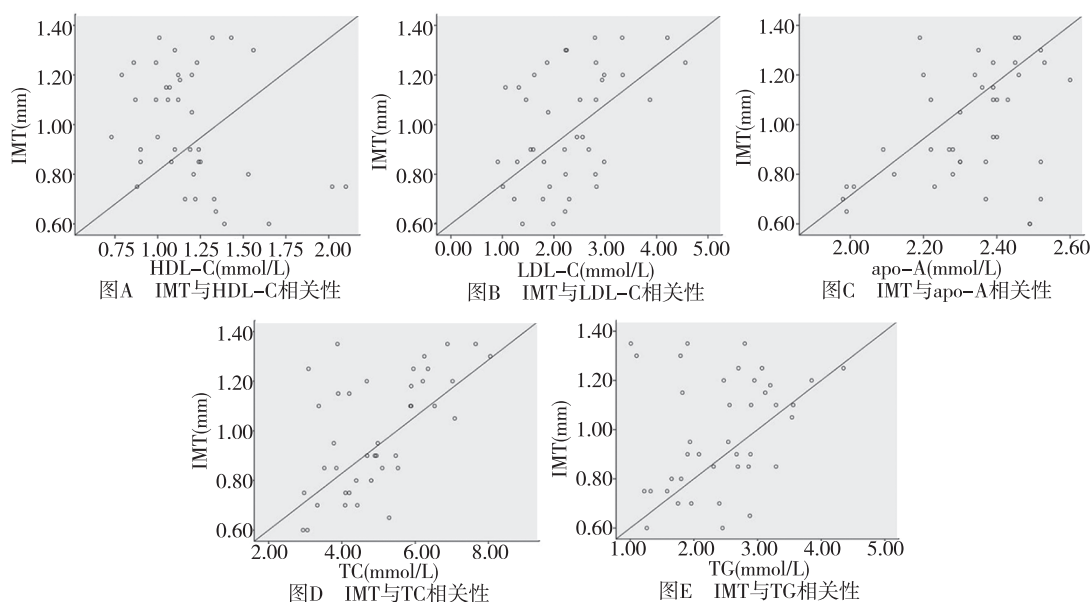 1.40
1.20
1.00
0.80
0.60
IMT(mm)
0.75 1.00 1.25 1.50 1.75 2.00
HDL-C(mmol/L)
图A IMT与HDL-C相关性
1.40
1.20
1.00
0.80
0.60
IMT(mm)
0.00 1.00 2.00 3.00 4.00 5.00
LDL-C(mmol/L)
图B IMT与LDL-C相关性
1.40
1.20
1.00
0.80
0.60
IMT(mm)
2.00 2.20 2.40 2.60
apo-A(mmol/L)
图C IMT与apo-A相关性
1.40
1.20
1.00
0.80
0.60
IMT(mm)
2.00 4.00 6.00 8.00
TC(mmol/L)
图D IMT与TC相关性
1.40
1.20
1.00
0.80
0.60
IMT(mm)
1.00 2.00 3.00 4.00 5.00
TG(mmol/L)
图E IMT与TG相关性